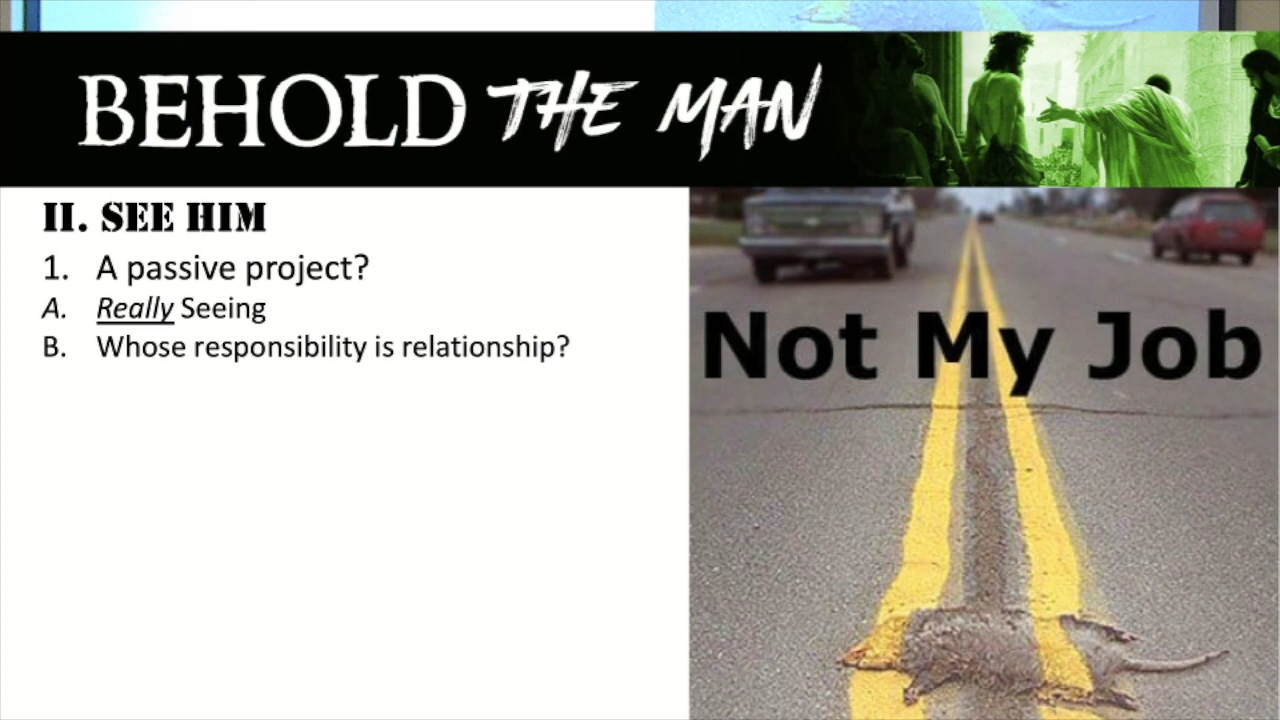 BEHOLD THE MAN
II. SEE HIM
1. A passive project?
A. Really Seeing
B. Whose responsibility is relationship?
Not My Job